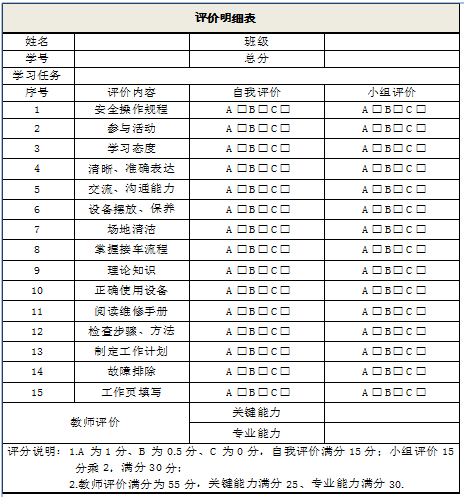 评价明细表
姓名 班级
学号 总分
学习任务
序号 评价内容 自我评价 小组评价
1 安全操作规程 A □ B □ C □ A □ B □ C □
2 参与活动 A □ B □ C □ A □ B □ C □
3 学习态度 A □ B □ C □ A □ B □ C □
4 清晰、准确表达 A □ B □ C □ A □ B □ C □
5 交流、沟通能力 A □ B □ C □ A □ B □ C □
6 设备摆放、保养 A □ B □ C □ A □ B □ C □
7 场地清洁 A □ B □ C □ A □ B □ C □
8 掌握接车流程 A □ B □ C □ A □ B □ C □
9 理论知识 A □ B □ C □ A □ B □ C □
10 正确使用设备 A □ B □ C □ A □ B □ C □
11 阅读维修手册 A □ B □ C □ A □ B □ C □
12 检查步骤、方法 A □ B □ C □ A □ B □ C □
13 制定工作计划 A □ B □ C □ A □ B □ C □
14 故障排除 A □ B □ C □ A □ B □ C □
15 工作页填写 A □ B □ C □ A □ B □ C □
教师评价 关键能力
专业能力
评分说明：1.A 为 1 分、B 为 0.5 分、C 为 0 分，自我评价满分 15 分；小组评价 15
分乘 2，满分 30 分；
2.教师评价满分为 55 分，关键能力满分 25、专业能力满分 30.